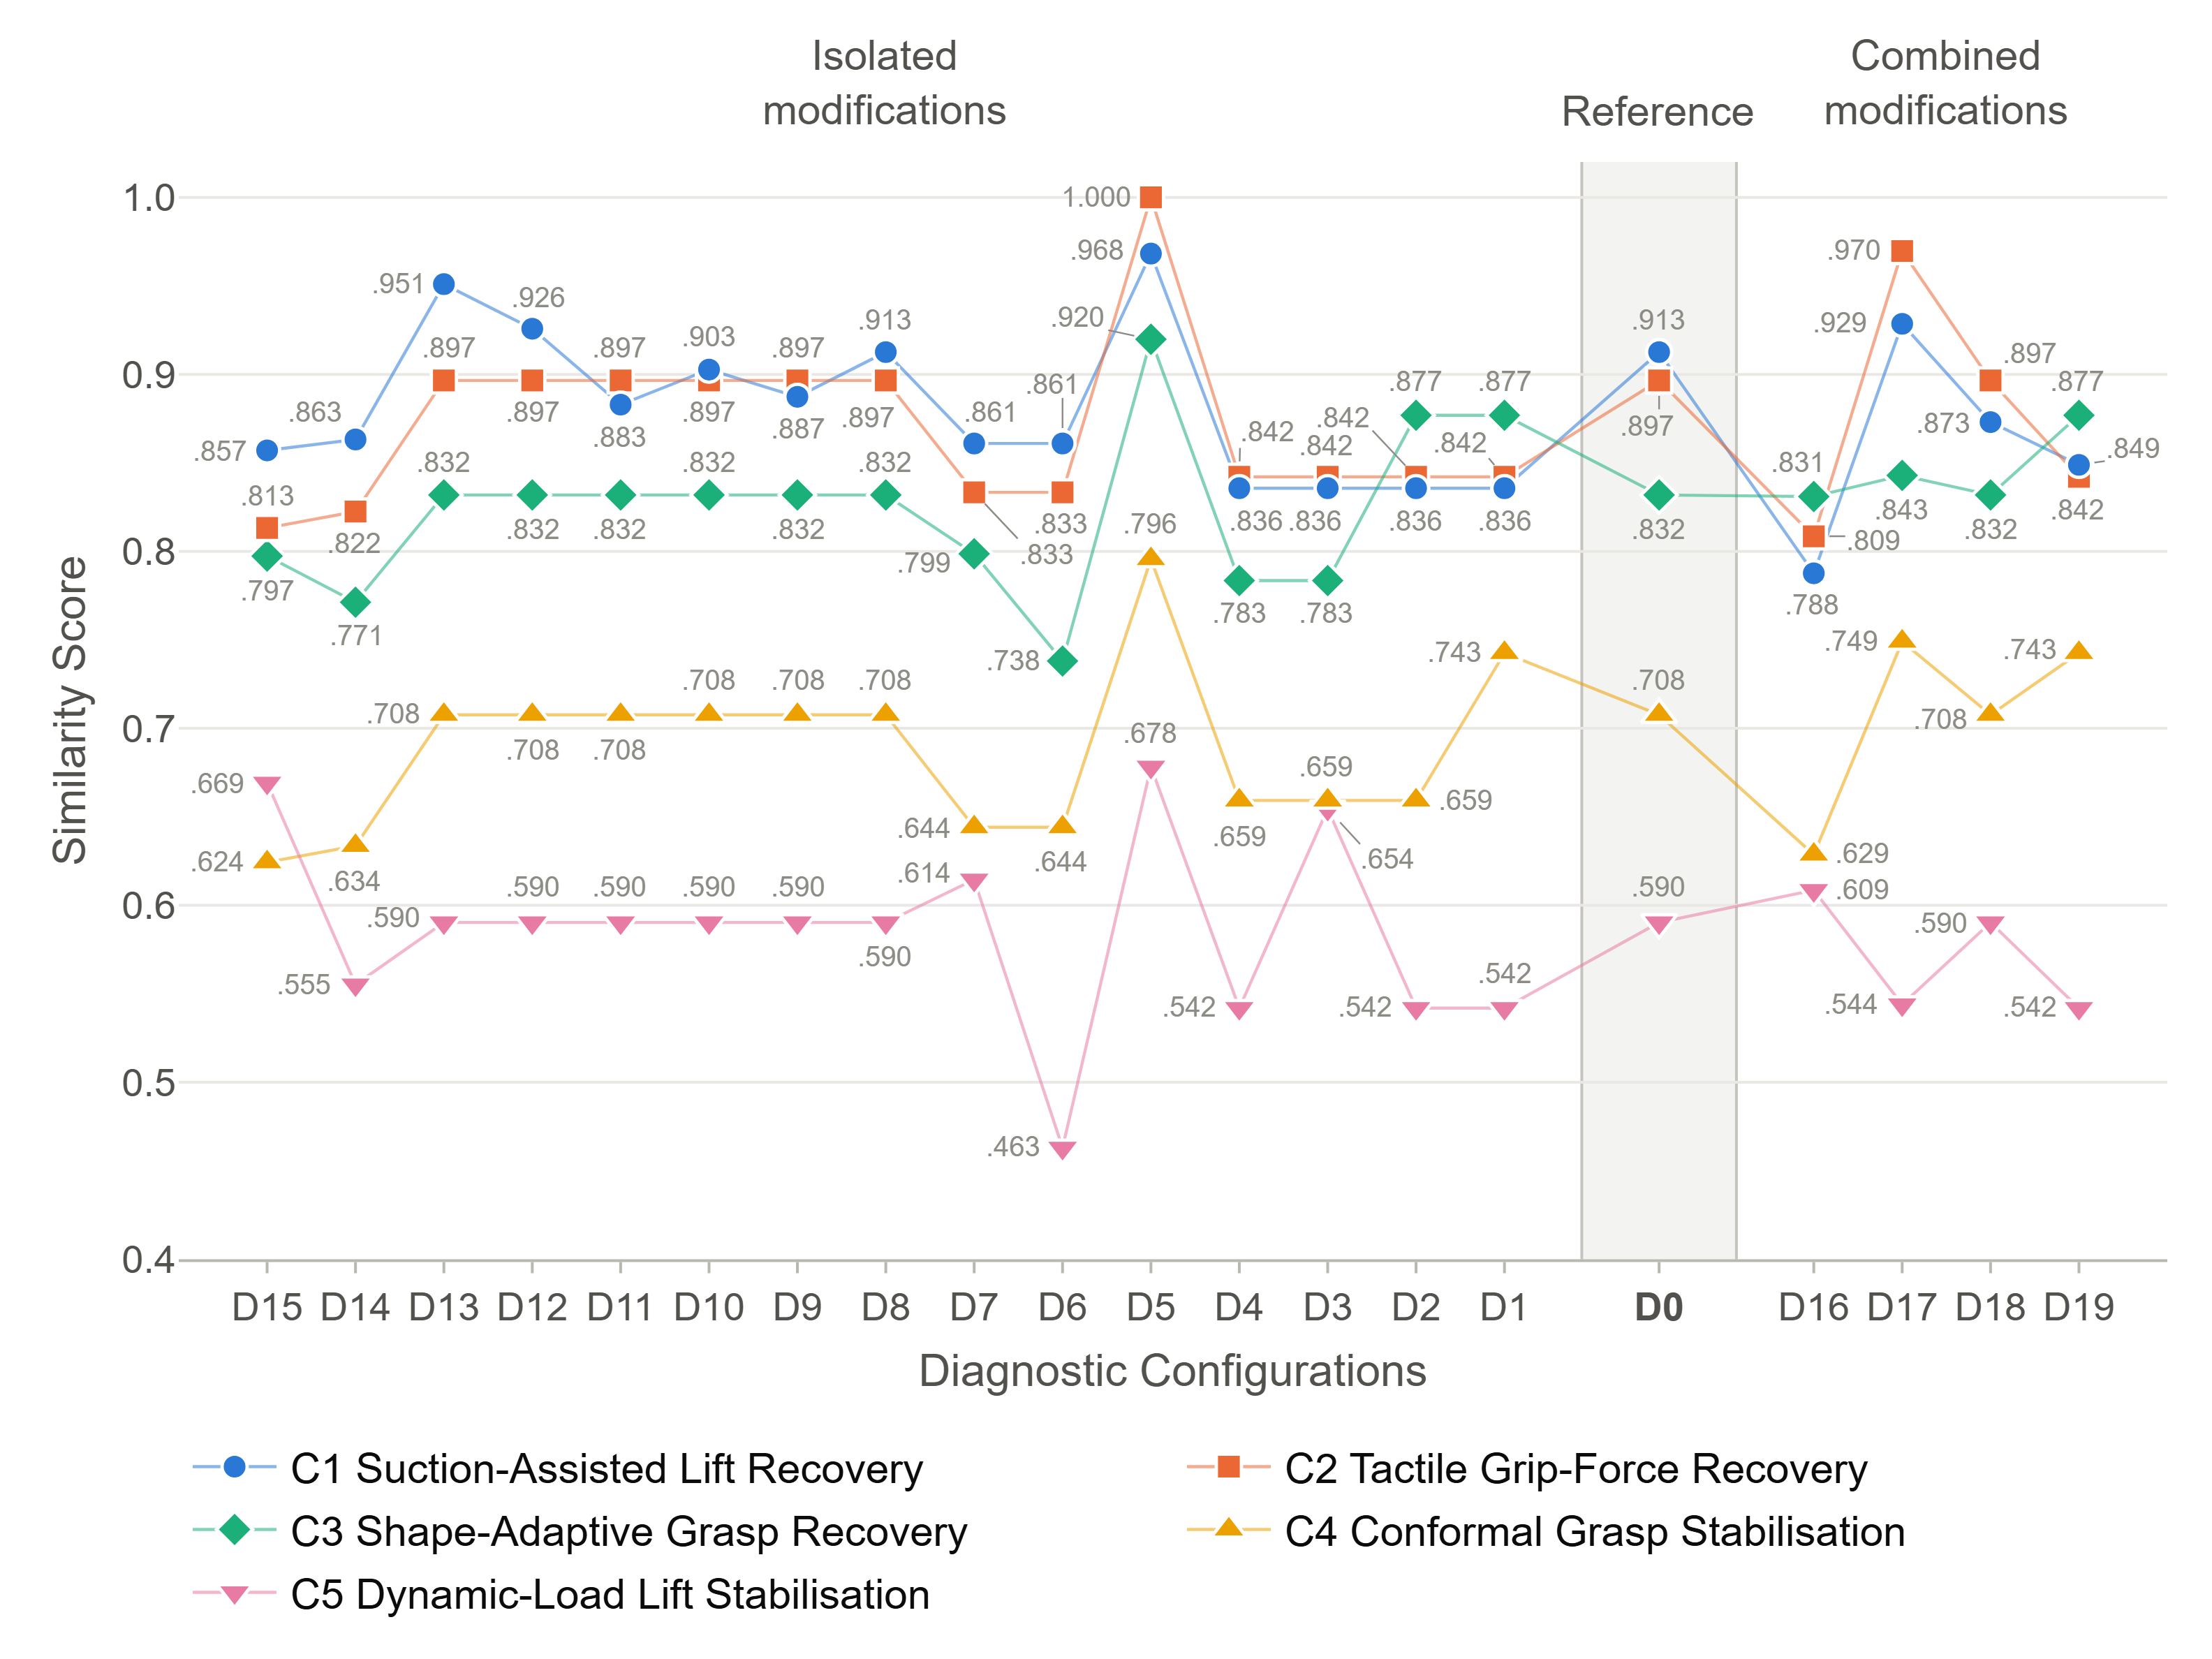 Isolated
modifications
Reference
Combined
modifications
Similarity Score
1.0
0.9
0.8
0.7
0.6
0.5
0.4
.857 .863 .951 .926 .883 .903 .887 .913 .861 .861 .968 .836 .836 .836 .836 .913 .788 .929 .873 .849
.813 .822 .897 .897 .897 .897 .897 .897 .833 .833 1.000 .842 .842 .842 .842 .897 .809 .970 .897 .842
.797 .771 .832 .832 .832 .832 .832 .832 .799 .738 .920 .783 .783 .877 .877 .832 .831 .843 .832 .877
.624 .634 .708 .708 .708 .708 .708 .708 .644 .644 .796 .659 .659 .659 .743 .708 .629 .749 .708 .743
.669 .555 .590 .590 .590 .590 .590 .590 .614 .463 .678 .542 .654 .542 .542 .590 .609 .544 .590 .542
D15 D14 D13 D12 D11 D10 D9 D8 D7 D6 D5 D4 D3 D2 D1 D0 D16 D17 D18 D19
Diagnostic Configurations
C1 Suction-Assisted Lift Recovery
C2 Tactile Grip-Force Recovery
C3 Shape-Adaptive Grasp Recovery
C4 Conformal Grasp Stabilisation
C5 Dynamic-Load Lift Stabilisation